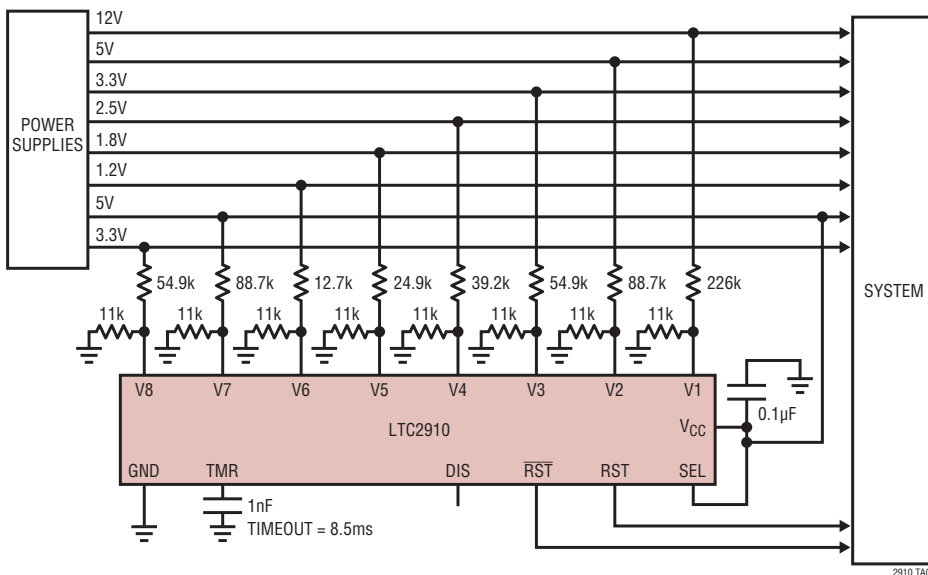 12V
5V
3.3V
2.5V
1.8V
1.2V
5V
3.3V
POWER
SUPPLIES
SYSTEM
54.9k
88.7k
12.7k
24.9k
39.2k
54.9k
88.7k
226k
11k
11k
11k
11k
11k
11k
11k
11k
V8
V7
V6
V5
V4
V3
V2
V1
0.1µF
LTC2910
VCC
GND
TMR
DIS
RST
RST
SEL
1nF
TIMEOUT = 8.5ms